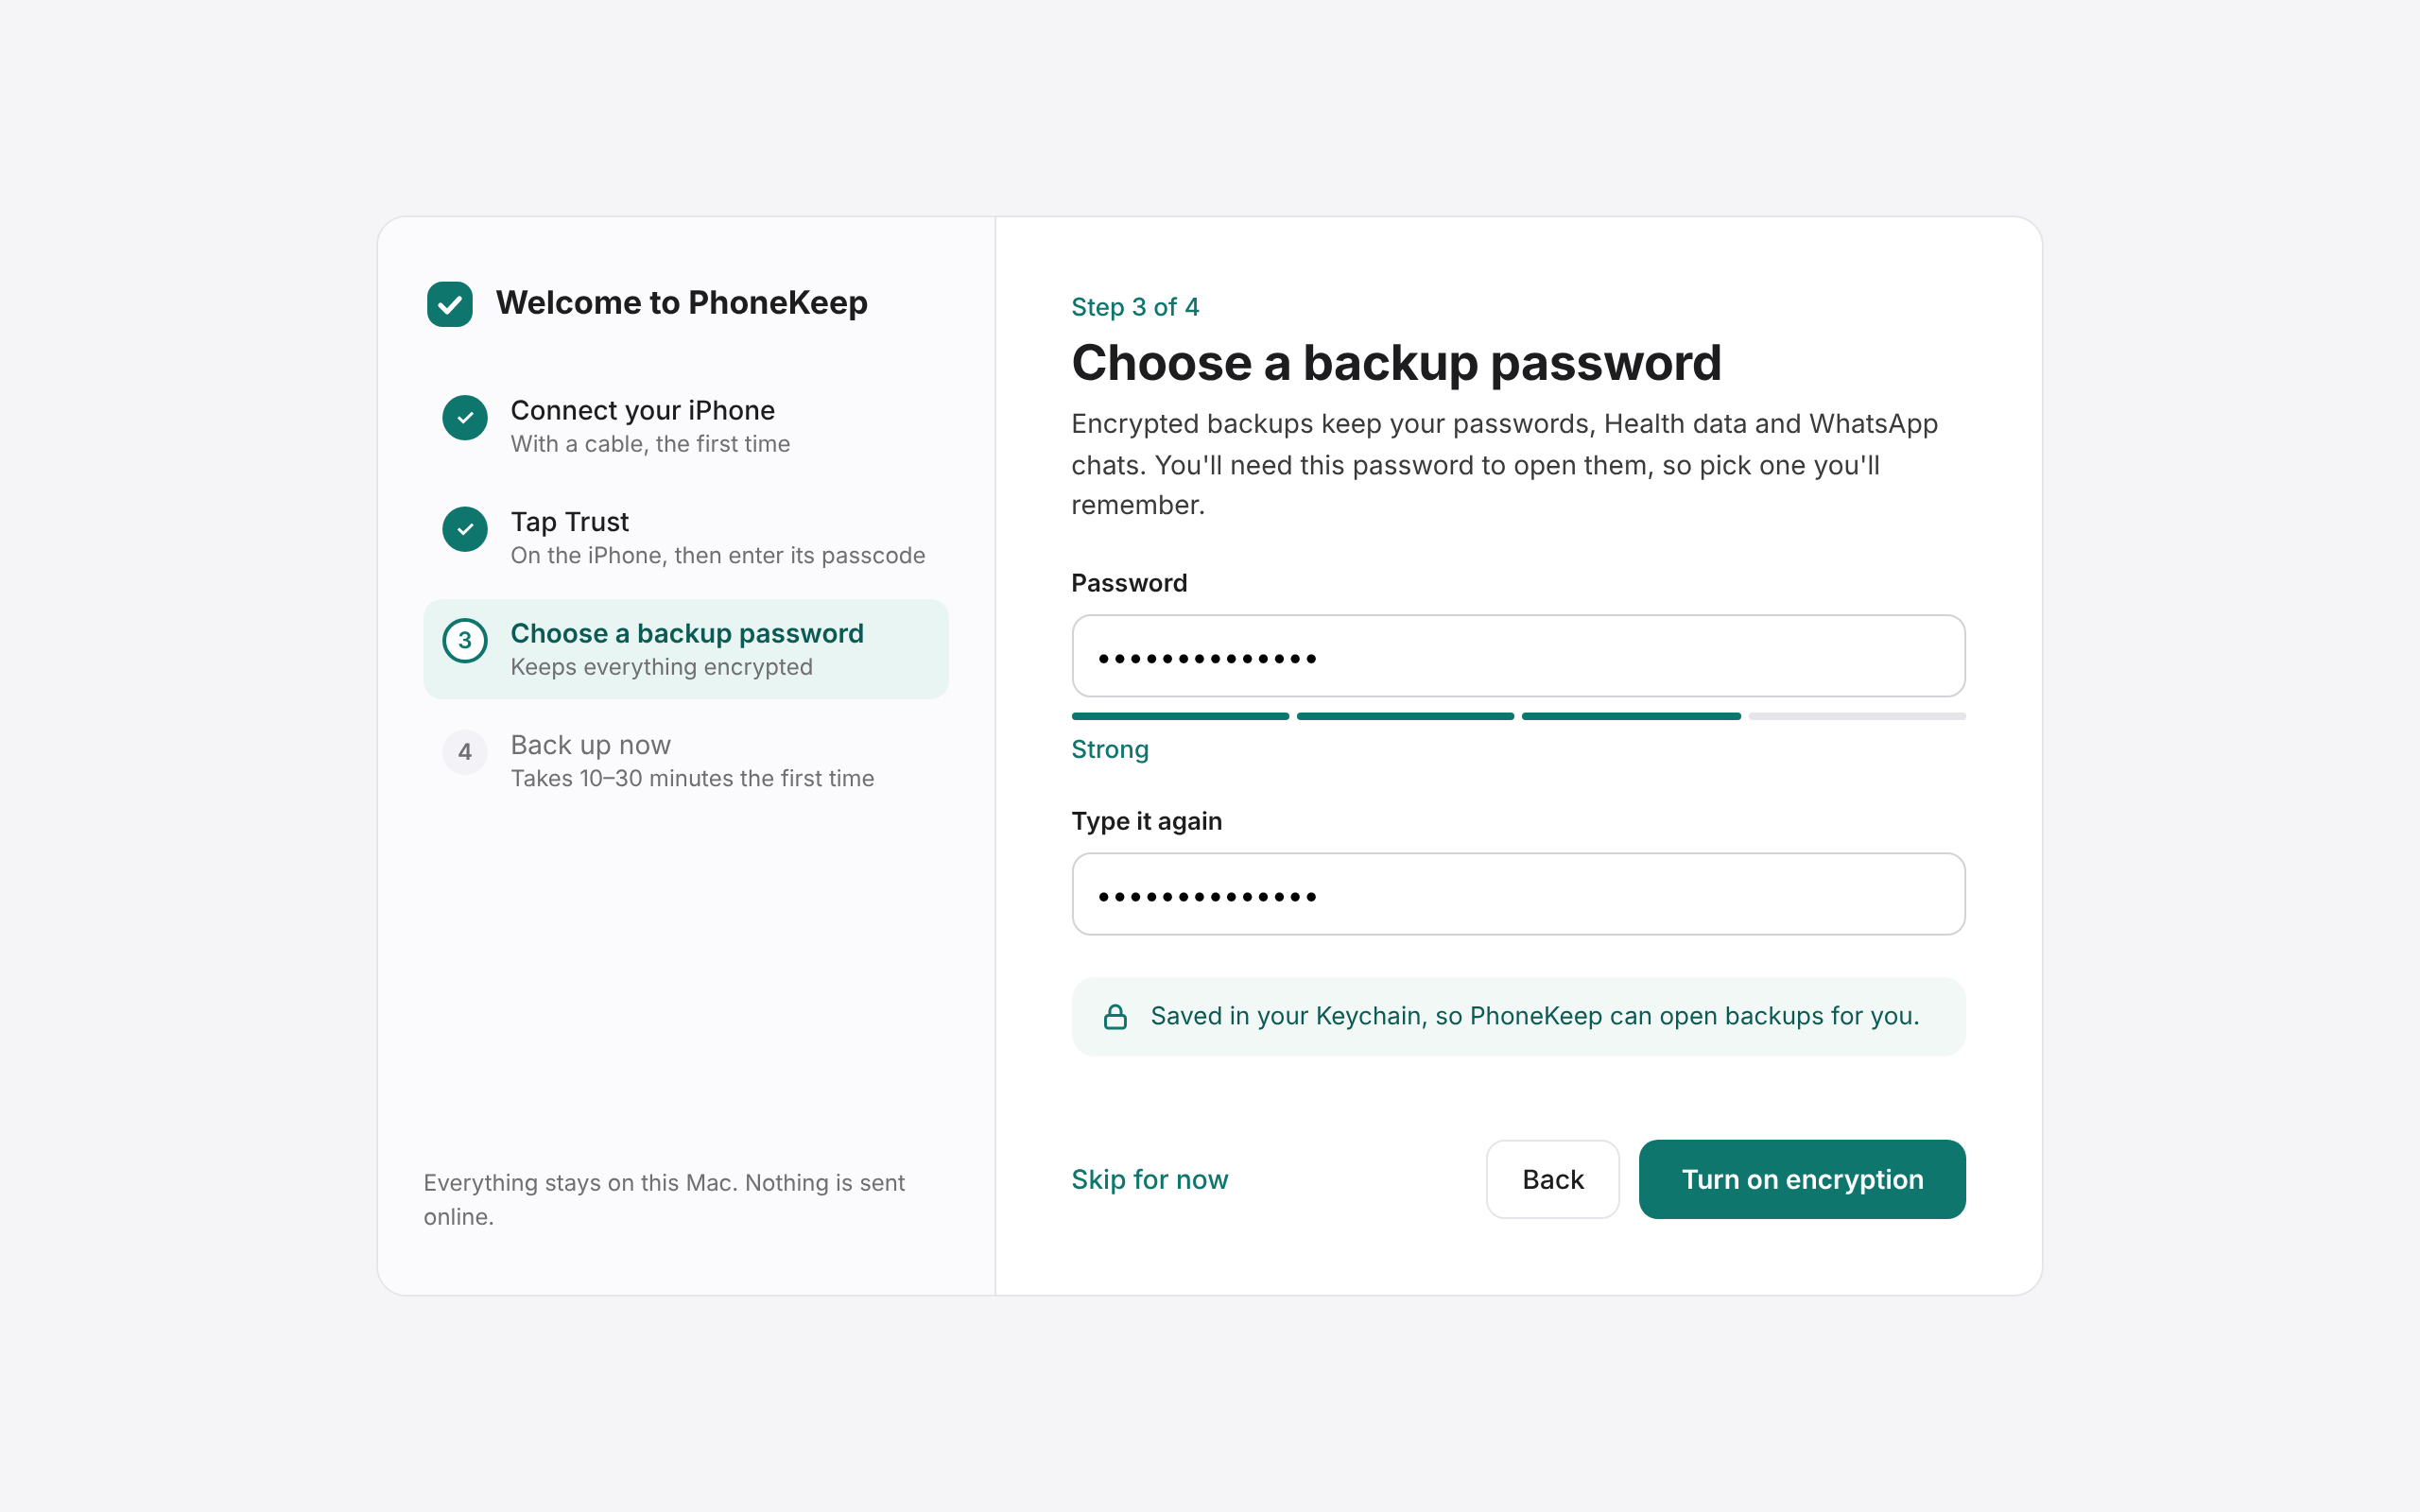 Welcome to PhoneKeep
Connect your iPhone
With a cable, the first time
Tap Trust
On the iPhone, then enter its passcode
3
Choose a backup password
Keeps everything encrypted
4
Back up now
Takes 10–30 minutes the first time
Everything stays on this Mac. Nothing is sent
online.
Step 3 of 4
Choose a backup password
Encrypted backups keep your passwords, Health data and WhatsApp
chats. You'll need this password to open them, so pick one you'll
remember.
Password
••••••••••••••
Strong
Type it again
••••••••••••••
Saved in your Keychain, so PhoneKeep can open backups for you.
Skip for now
Back
Turn on encryption